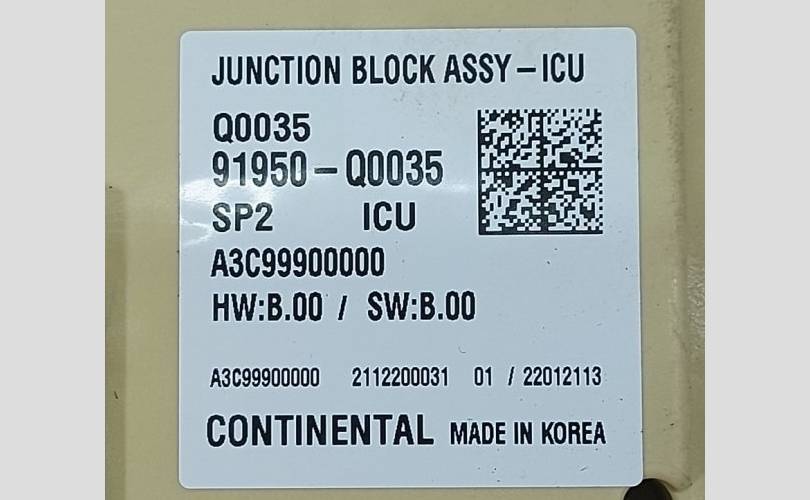 JUNCTION BLOCK ASSY-ICU
Q0035
91950-Q0035
SP2 ICU
A3C99900000
HW:B.00 / SW:B.00
A3C99900000 2112200031 01 / 22012113
CONTINENTAL MADE IN KOREA